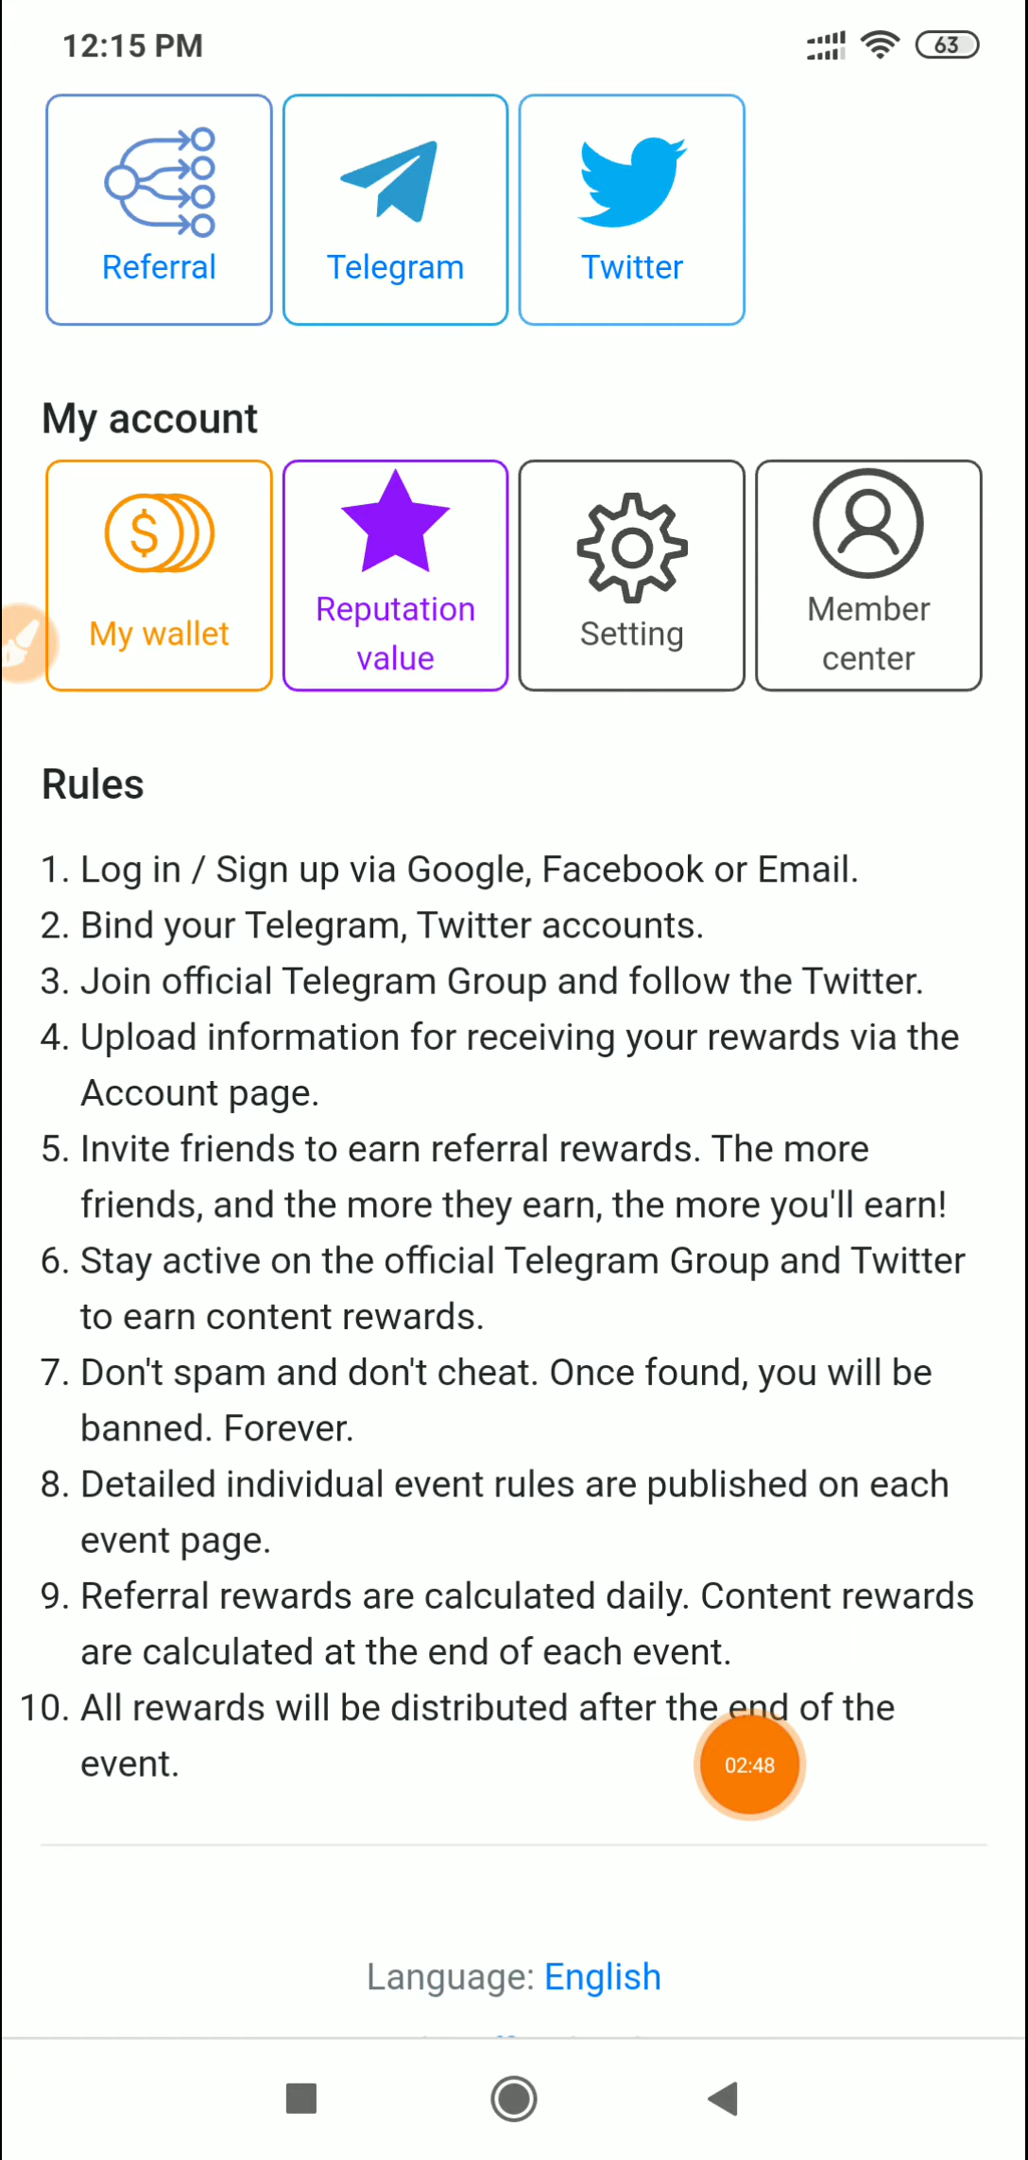 12:15 PM 63
Referral Telegram Twitter
My account
My wallet Reputation value Setting Member center
Rules
1. Log in / Sign up via Google, Facebook or Email.
2. Bind your Telegram, Twitter accounts.
3. Join official Telegram Group and follow the Twitter.
4. Upload information for receiving your rewards via the
Account page.
5. Invite friends to earn referral rewards. The more
friends, and the more they earn, the more you'll earn!
6. Stay active on the official Telegram Group and Twitter
to earn content rewards.
7. Don't spam and don't cheat. Once found, you will be
banned. Forever.
8. Detailed individual event rules are published on each
event page.
9. Referral rewards are calculated daily. Content rewards
are calculated at the end of each event.
10. All rewards will be distributed after the end of the
event.
02:48
Language: English